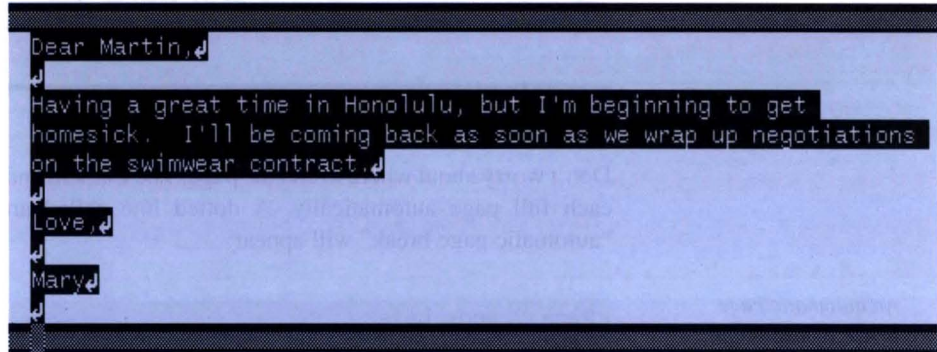 Dear Martin,↲
↲
Having a great time in Honolulu, but I'm beginning to get
homesick.  I'll be coming back as soon as we wrap up negotiations
on the swimwear contract.↲
↲
Love,↲
↲
Mary↲
↲